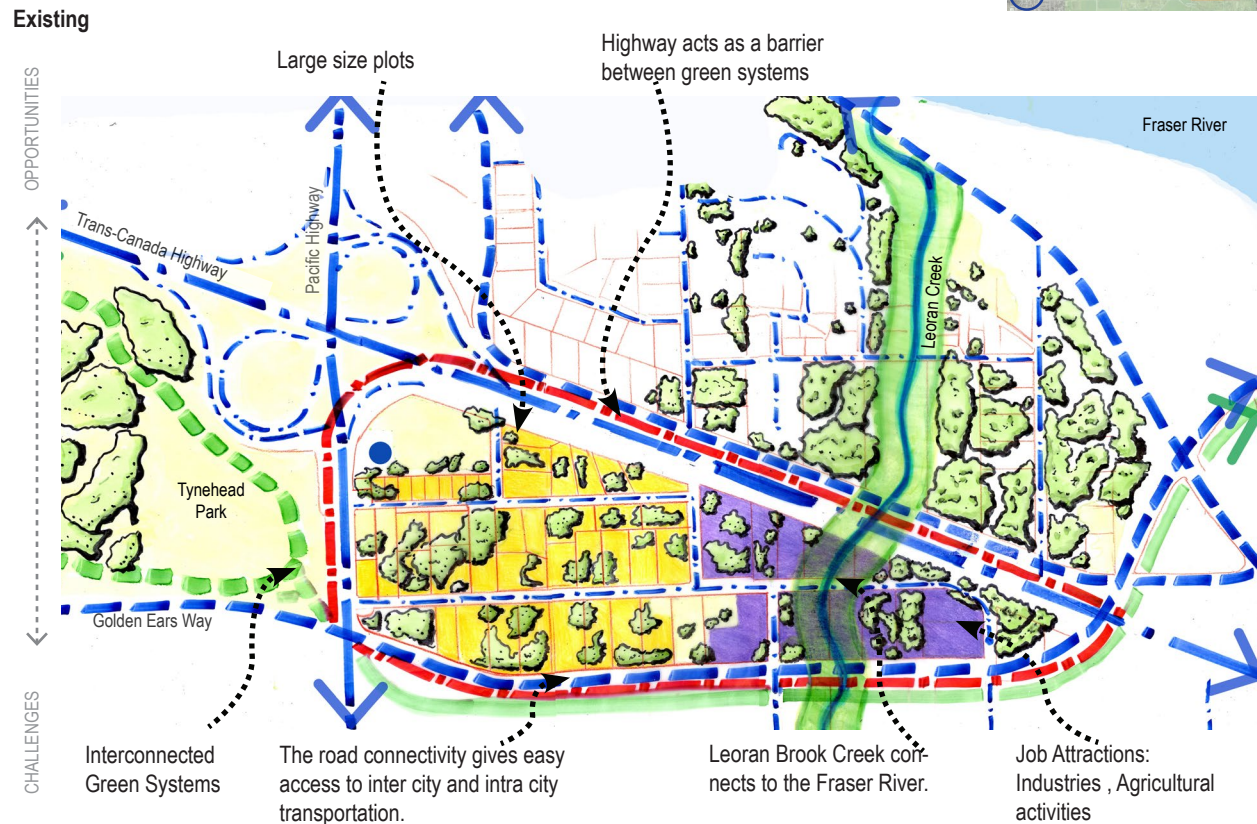 Existing
Large size plots
Highway acts as a barrier
between green systems
OPPORTUNITIES
Fraser River
Trans-Canada Highway
Pacific Highway
Leoran Creek
Tynehead
Park
Golden Ears Way
CHALLENGES
Interconnected
Green Systems
The road connectivity gives easy
access to inter city and intra city
transportation.
Leoran Brook Creek con-
nects to the Fraser River.
Job Attractions:
Industries , Agricultural
activities